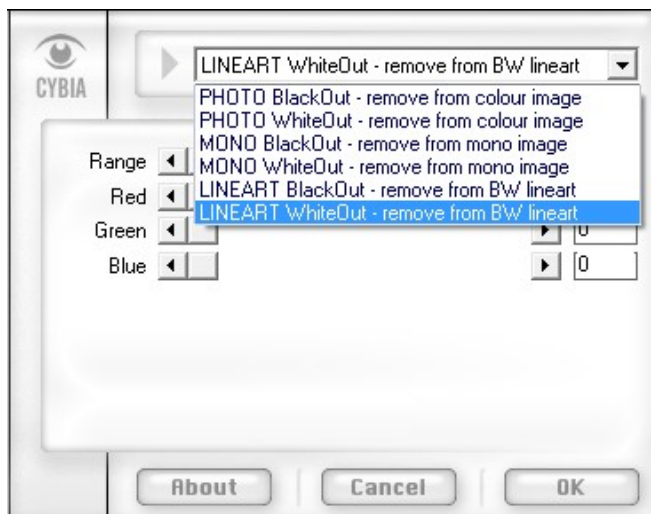 CYBIA
LINEART WhiteOut - remove from BW lineart
PHOTO BlackOut - remove from colour image
PHOTO WhiteOut - remove from colour image
MONO BlackOut - remove from mono image
MONO WhiteOut - remove from mono image
LINEART BlackOut - remove from BW lineart
LINEART WhiteOut - remove from BW lineart
Range
Red
Green 0
Blue 0
About Cancel OK